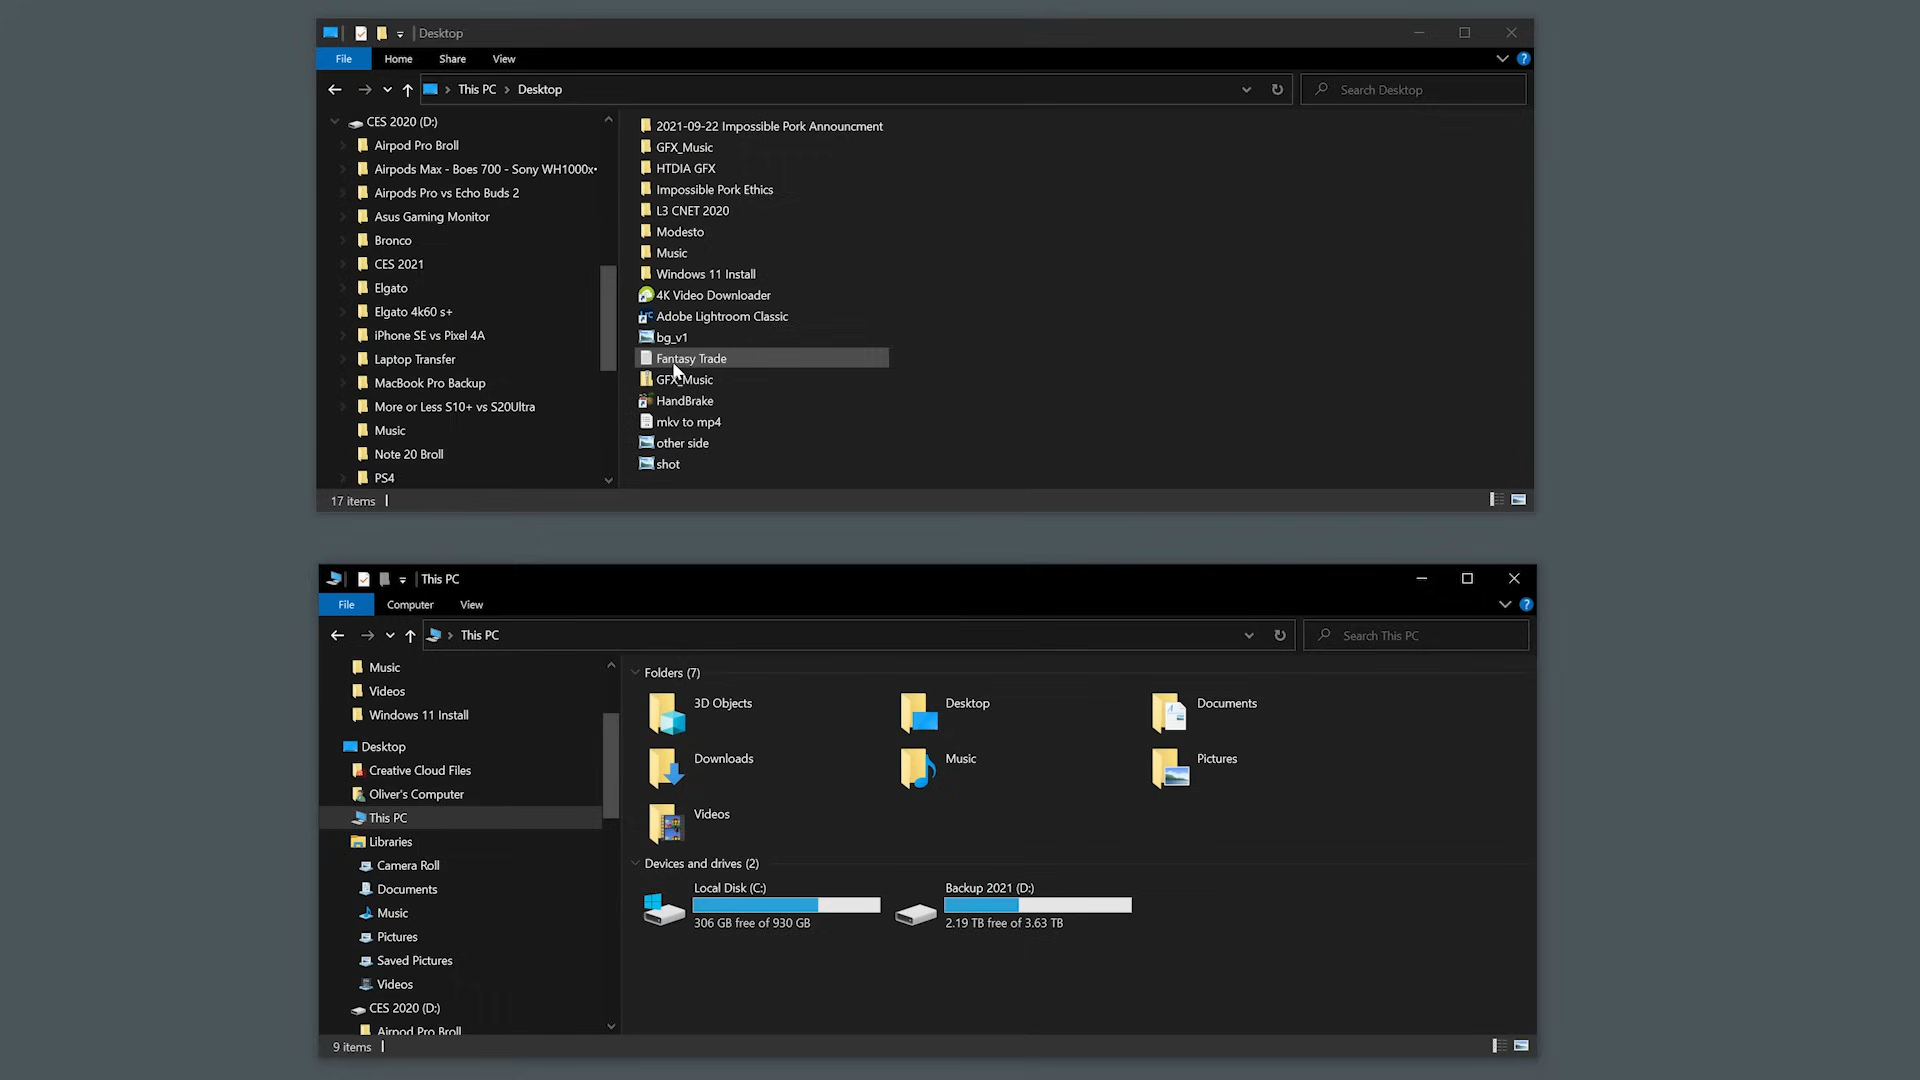 Desktop
File Home Share View
This PC Desktop
Search Desktop
CES 2020 (D:)
Airpod Pro Broll
Airpods Max - Boes 700 - Sony WH1000x
Airpods Pro vs Echo Buds 2
Asus Gaming Monitor
Bronco
CES 2021
Elgato
Elgato 4k60 s+
iPhone SE vs Pixel 4A
Laptop Transfer
MacBook Pro Backup
More or Less S10+ vs S20Ultra
Music
Note 20 Broll
PS4
2021-09-22 Impossible Pork Announcment
GFX_Music
HTDIA GFX
Impossible Pork Ethics
L3 CNET 2020
Modesto
Music
Windows 11 Install
4K Video Downloader
Adobe Lightroom Classic
bg_v1
Fantasy Trade
GFX_Music
HandBrake
mkv to mp4
other side
shot
17 items
This PC
File Computer View
This PC
Search This PC
Music
Videos
Windows 11 Install
Desktop
Creative Cloud Files
Oliver's Computer
This PC
Libraries
Camera Roll
Documents
Music
Pictures
Saved Pictures
Videos
CES 2020 (D:)
Airpod Pro Broll
Folders (7)
3D Objects Desktop Documents
Downloads Music Pictures
Videos
Devices and drives (2)
Local Disk (C:) Backup 2021 (D:)
306 GB free of 930 GB 2.19 TB free of 3.63 TB
9 items